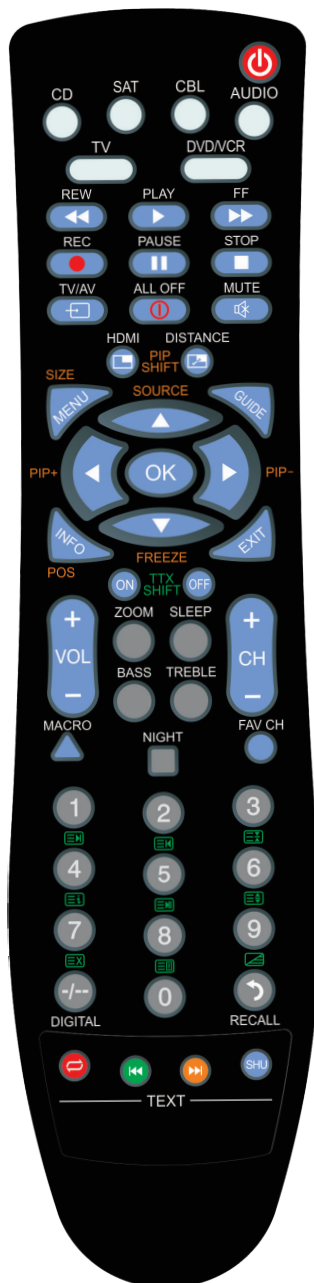 CD SAT CBL AUDIO
TV DVD/VCR
REW PLAY FF
REC PAUSE STOP
TV/AV ALL OFF MUTE
HDMI DISTANCE
PIP
SHIFT
SIZE SOURCE
MENU GUIDE
PIP+ OK PIP-
INFO EXIT
POS FREEZE
ON TTX OFF
SHIFT
ZOOM SLEEP
+ +
VOL CH
- -
BASS TREBLE
MACRO NIGHT FAV CH
1 2 3
4 5 6
7 8 9
-/-- 0
DIGITAL RECALL
SHU
TEXT